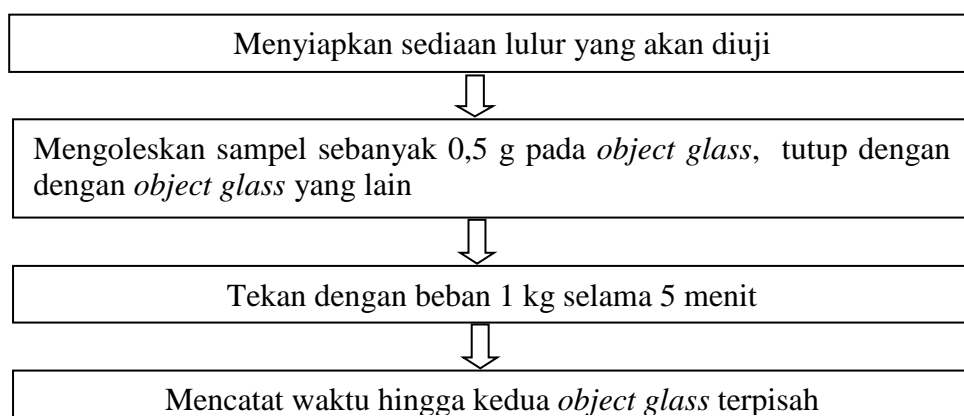 Menyiapkan sediaan lulur yang akan diuji
Mengoleskan sampel sebanyak 0,5 g pada object glass, tutup dengan
dengan object glass yang lain
Tekan dengan beban 1 kg selama 5 menit
Mencatat waktu hingga kedua object glass terpisah